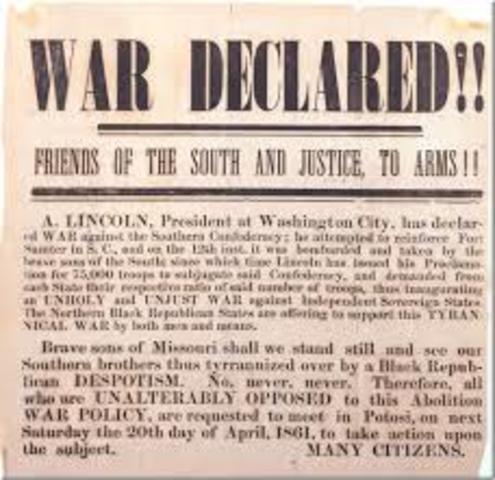 WAR DECLARED!!
FRIENDS OF THE SOUTH AND JUSTICE, TO ARMS!!
A. LINCOLN, President at Washington City, has declar-
ed WAR against the Southern Confederacy; he attempted to reinforce Fort
Sumter in S. C., and on the 12th inst. it was bombarded and taken by the
brave sons of the South; since which time Lincoln has issued his Proclama-
tion for 75,000 troops to subjugate said Confederacy, and demanded from
each State their respective ratio of said number of troops, thus inaugurating
an UNHOLY and UNJUST WAR against Independent Sovereign States.
The Northern Black Republican States are offering to support this TYRAN-
NICAL WAR by both men and means.
Brave sons of Missouri shall we stand still and see our
Southern brothers thus tyrannized over by a Black Repub-
lican DESPOTISM. No, never, never. Therefore, all
who are UNALTERABLY OPPOSED to this Abolition
WAR POLICY, are requested to meet in Potosi, on next
Saturday the 20th day of April, 1861, to take action upon
the subject. MANY CITIZENS.